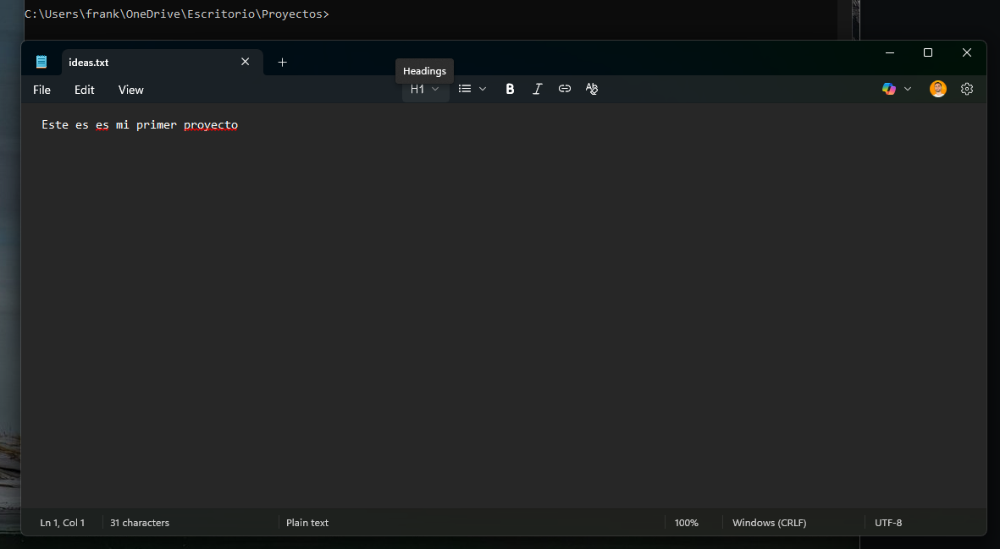 C:\Users\frank\OneDrive\Escritorio\Proyectos>
ideas.txt
Headings
File Edit View H1 B I
Este es es mi primer proyecto
Ln 1, Col 1 31 characters Plain text 100% Windows (CRLF) UTF-8